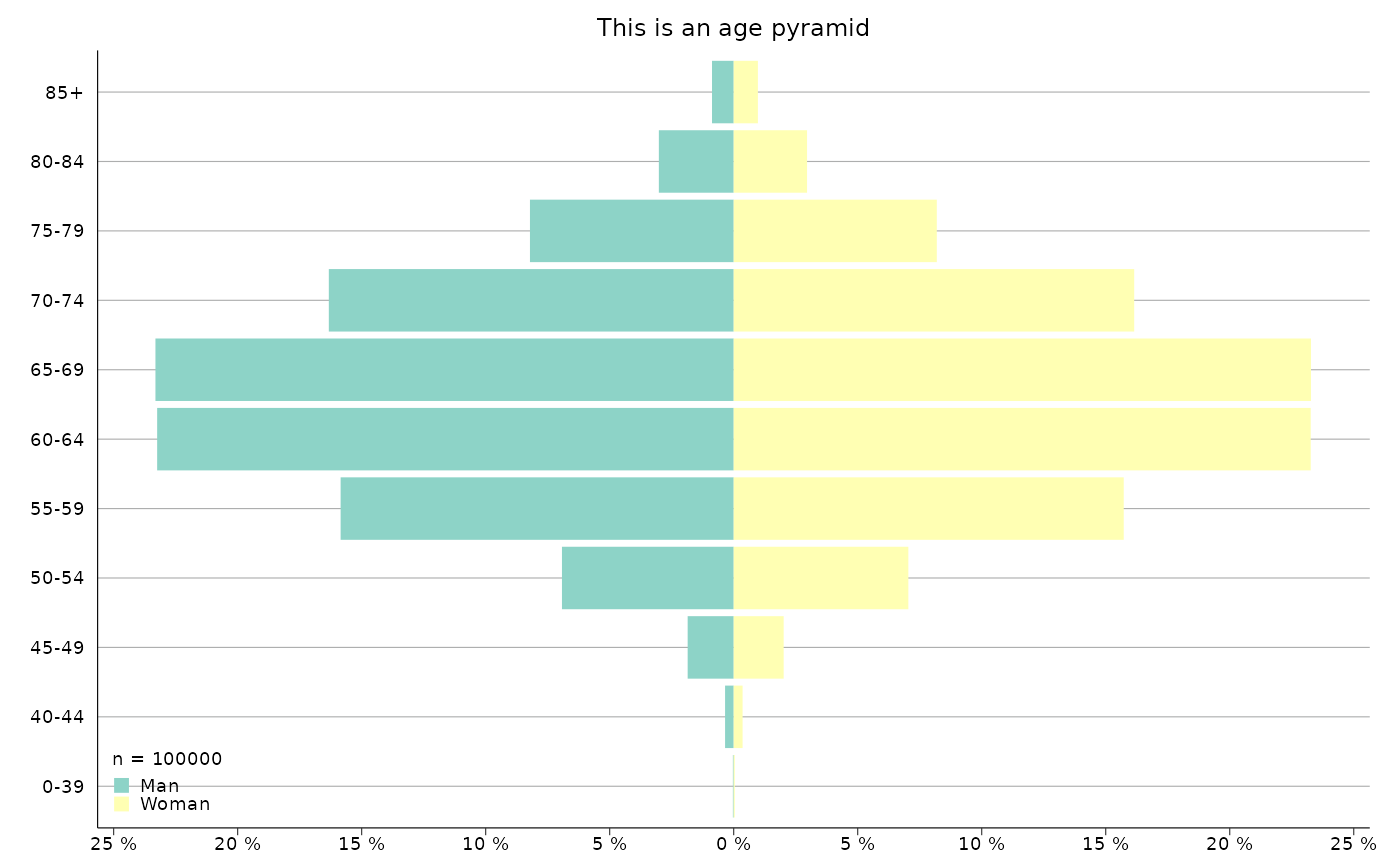 This is an age pyramid
85+
80-84
75-79
70-74
65-69
60-64
55-59
50-54
45-49
40-44
0-39
n = 100000
Man
Woman
25 % 20 % 15 % 10 % 5 % 0 % 5 % 10 % 15 % 20 % 25 %